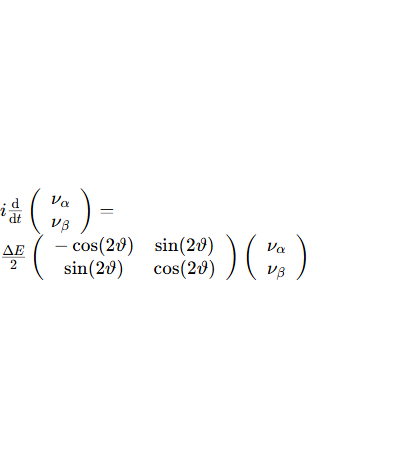 i d/dt ( ν_α ν_β ) =
ΔE/2 ( − cos(2ϑ) sin(2ϑ) sin(2ϑ) cos(2ϑ) ) ( ν_α ν_β )